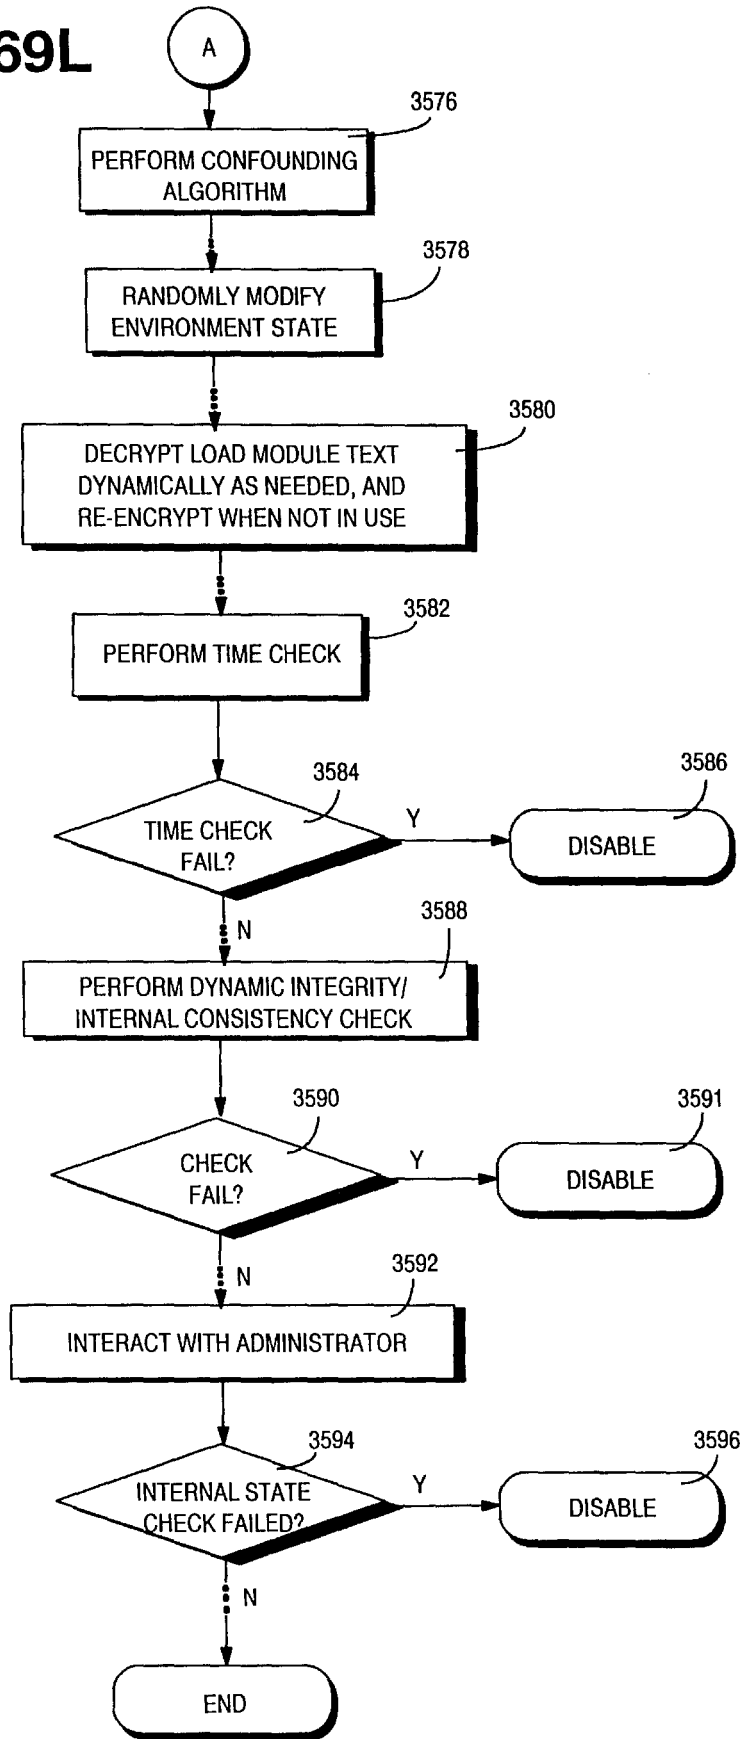 69L
A
3576
PERFORM CONFOUNDING
ALGORITHM
3578
RANDOMLY MODIFY
ENVIRONMENT STATE
3580
DECRYPT LOAD MODULE TEXT
DYNAMICALLY AS NEEDED, AND
RE-ENCRYPT WHEN NOT IN USE
3582
PERFORM TIME CHECK
3584
TIME CHECK
FAIL?
Y
3586
DISABLE
N
3588
PERFORM DYNAMIC INTEGRITY/
INTERNAL CONSISTENCY CHECK
3590
CHECK
FAIL?
Y
3591
DISABLE
N
3592
INTERACT WITH ADMINISTRATOR
3594
INTERNAL STATE
CHECK FAILED?
Y
3596
DISABLE
N
END